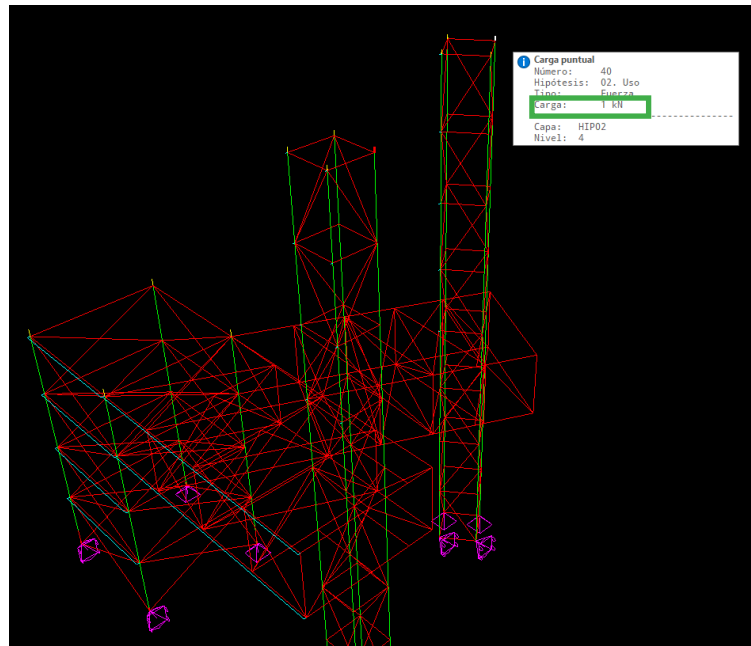 Carga puntual
Número: 40
Hipótesis: 02. Uso
Tipo: Fuerza
Carga: 1 kN
Capa: HIP02
Nivel: 4